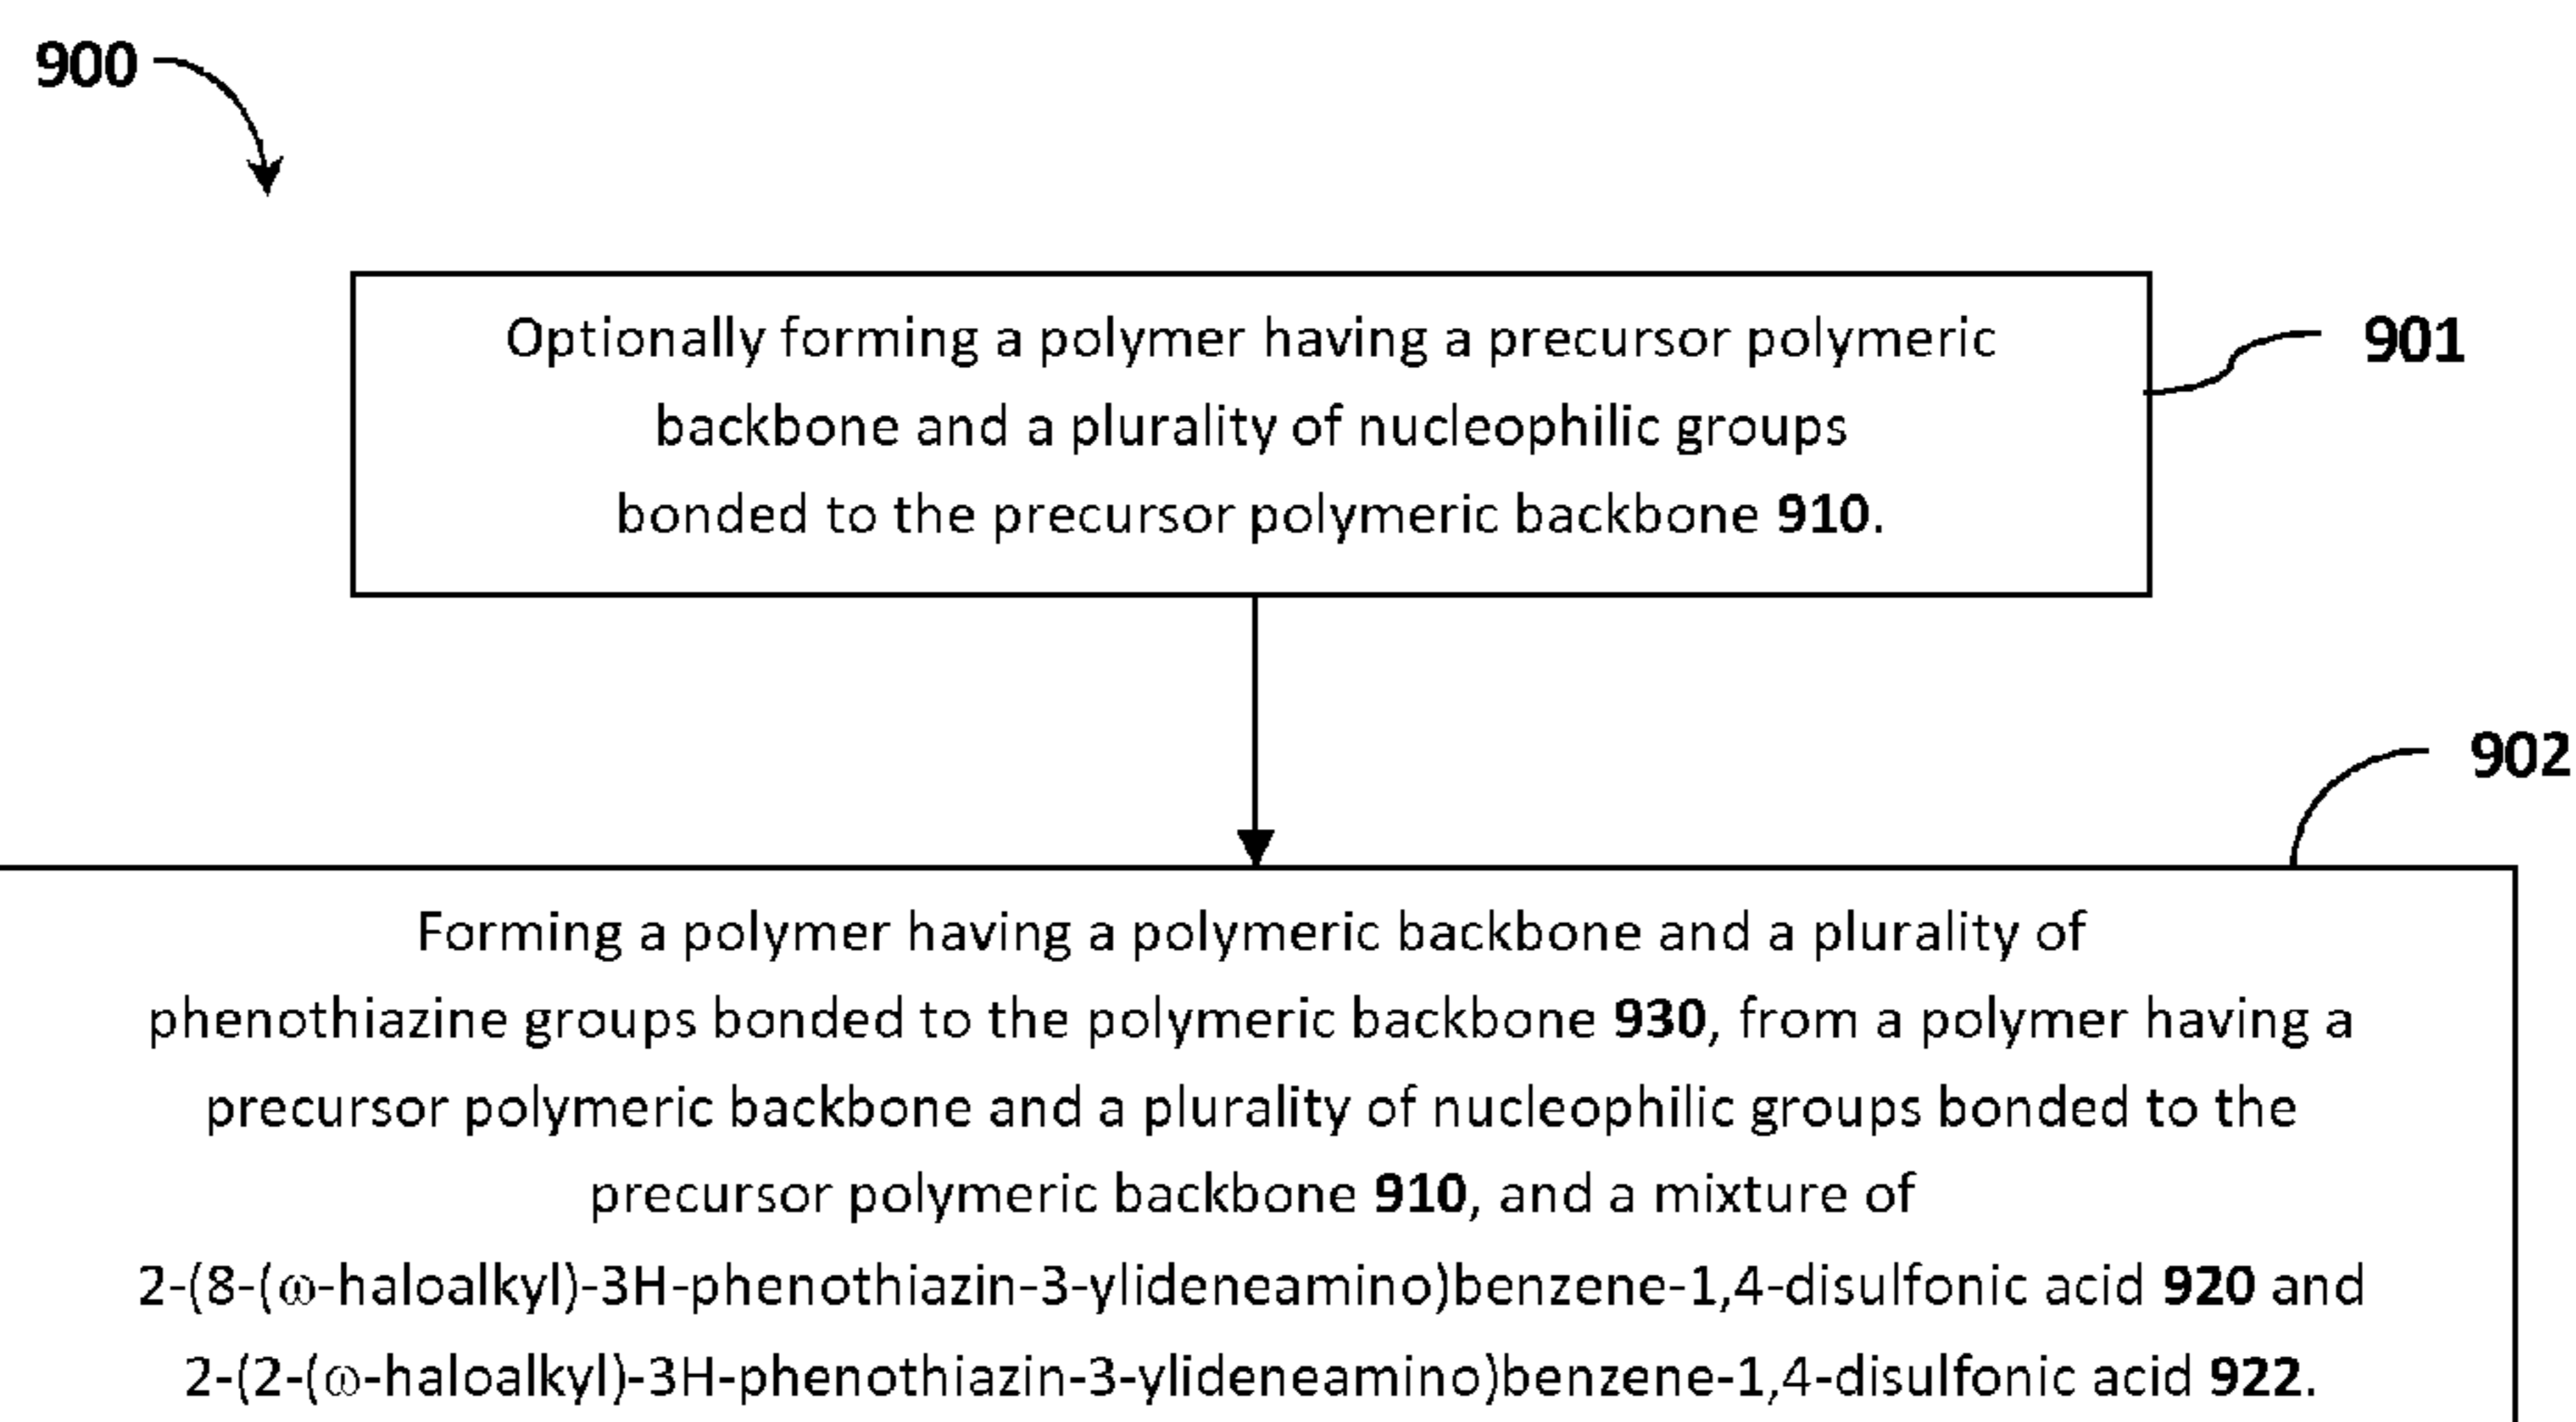 900
Optionally forming a polymer having a precursor polymeric
901
backbone and a plurality of nucleophilic groups
bonded to the precursor polymeric backbone 910.
902
Forming a polymer having a polymeric backbone and a plurality of
phenothiazine groups bonded to the polymeric backbone 930, from a polymer having a
precursor polymeric backbone and a plurality of nucleophilic groups bonded to the
precursor polymeric backbone 910, and a mixture of
2-(8-(ω-haloalkyl)-3H-phenothiazin-3-ylideneamino)benzene-1,4-disulfonic acid 920 and
2-(2-(ω-haloalkyl)-3H-phenothiazin-3-ylideneamino)benzene-1,4-disulfonic acid 922.